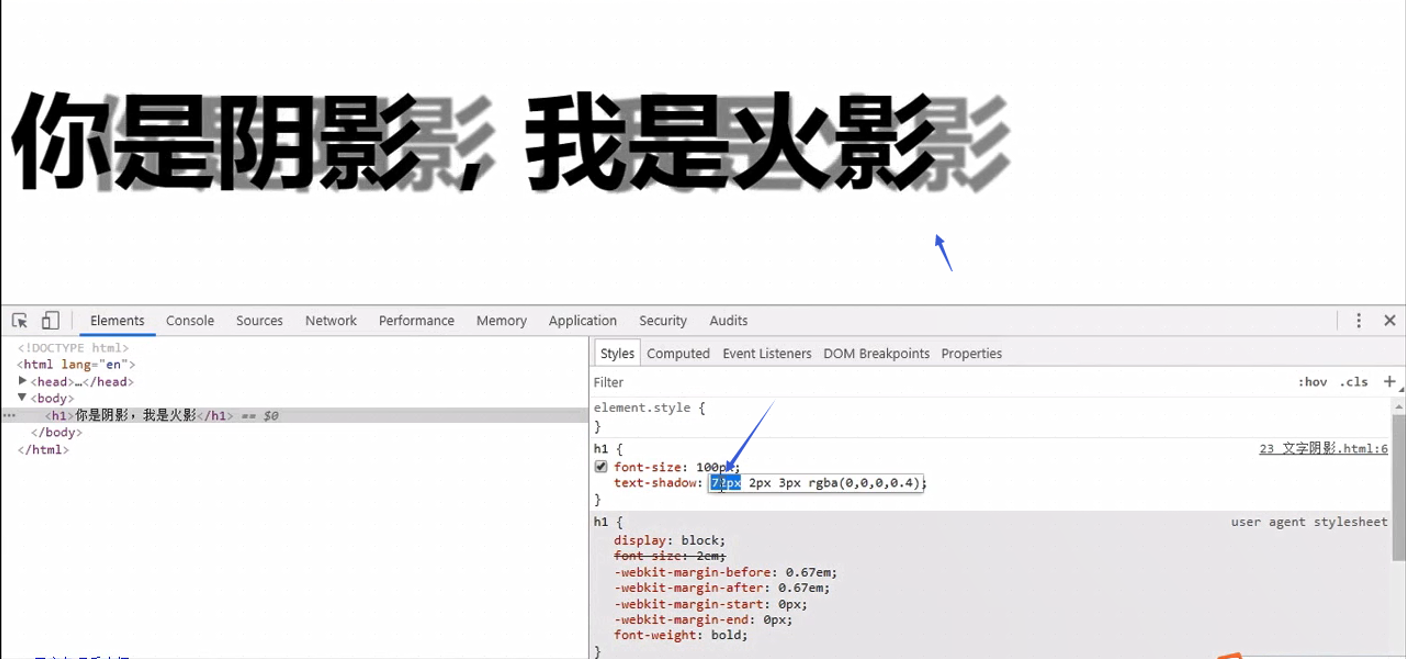 你是阴影，我是火影
Elements Console Sources Network Performance Memory Application Security Audits
<!DOCTYPE html>
<html lang="en">
<head>…</head>
<body>
<h1>你是阴影，我是火影</h1> == $0
</body>
</html>
Styles Computed Event Listeners DOM Breakpoints Properties
Filter :hov .cls +
element.style {
}
h1 { 23 文字阴影.html:6
font-size: 100px;
text-shadow: 2px 3px rgba(0,0,0,0.4);
}
h1 { user agent stylesheet
display: block;
font-size: 2em;
-webkit-margin-before: 0.67em;
-webkit-margin-after: 0.67em;
-webkit-margin-start: 0px;
-webkit-margin-end: 0px;
font-weight: bold;
}